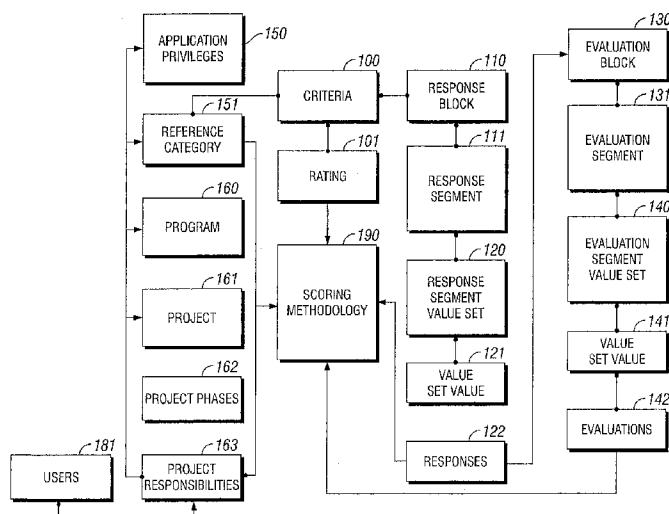 150
APPLICATION
PRIVILEGES
151
REFERENCE
CATEGORY
160
PROGRAM
161
PROJECT
162
PROJECT PHASES
163
PROJECT
RESPONSIBILITIES
181
USERS
100
CRITERIA
101
RATING
190
SCORING
METHODOLOGY
110
RESPONSE
BLOCK
111
RESPONSE
SEGMENT
120
RESPONSE
SEGMENT
VALUE SET
121
VALUE
SET VALUE
122
RESPONSES
130
EVALUATION
BLOCK
131
EVALUATION
SEGMENT
140
EVALUATION
SEGMENT
VALUE SET
141
VALUE
SET VALUE
142
EVALUATIONS